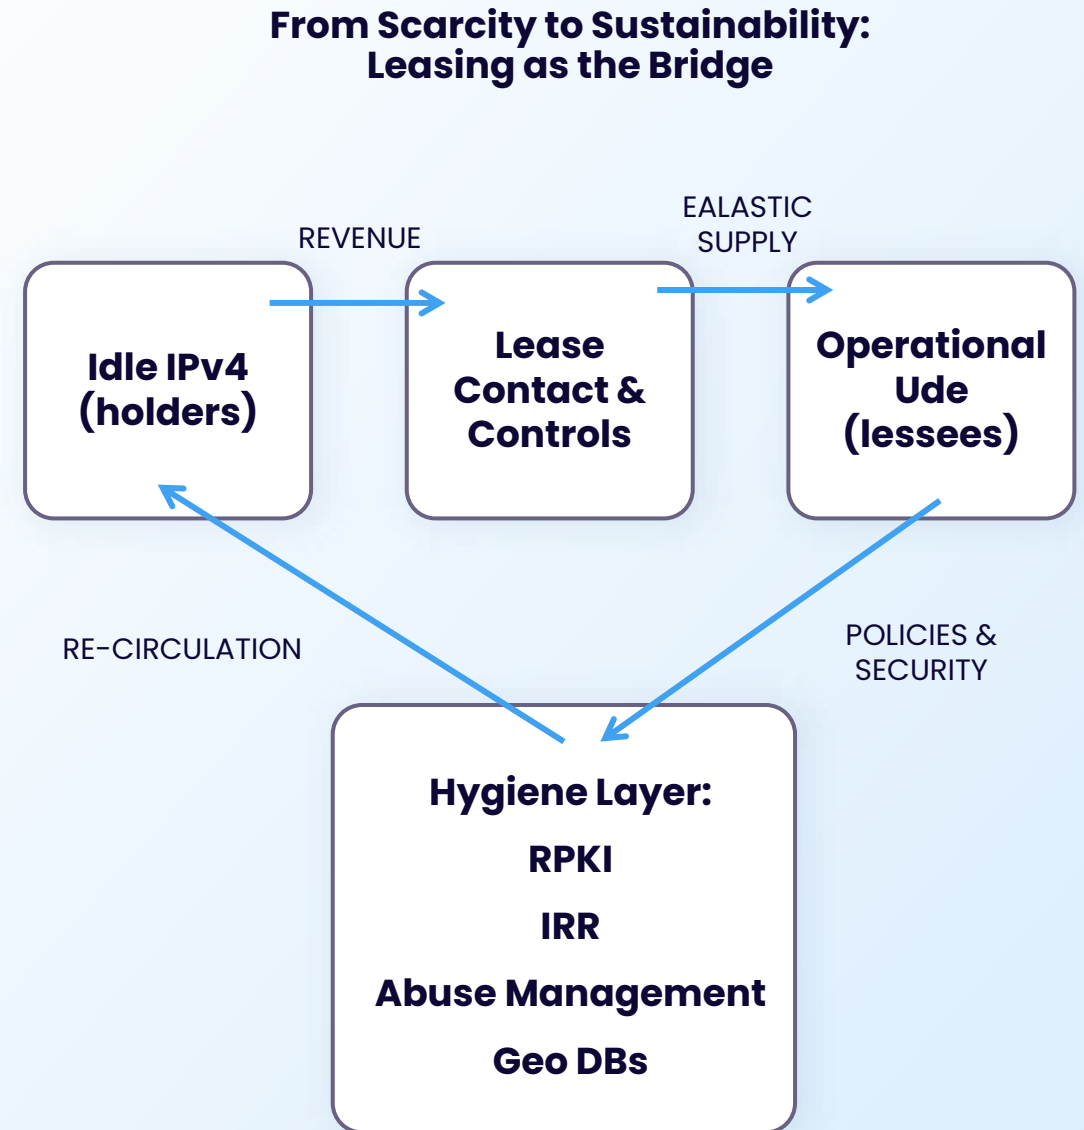 From Scarcity to Sustainability:
Leasing as the Bridge
REVENUE
EALASTIC
SUPPLY
Idle IPv4
(holders)
Lease
Contact &
Controls
Operational
Ude
(lessees)
RE-CIRCULATION
POLICIES &
SECURITY
Hygiene Layer:
RPKI
IRR
Abuse Management
Geo DBs